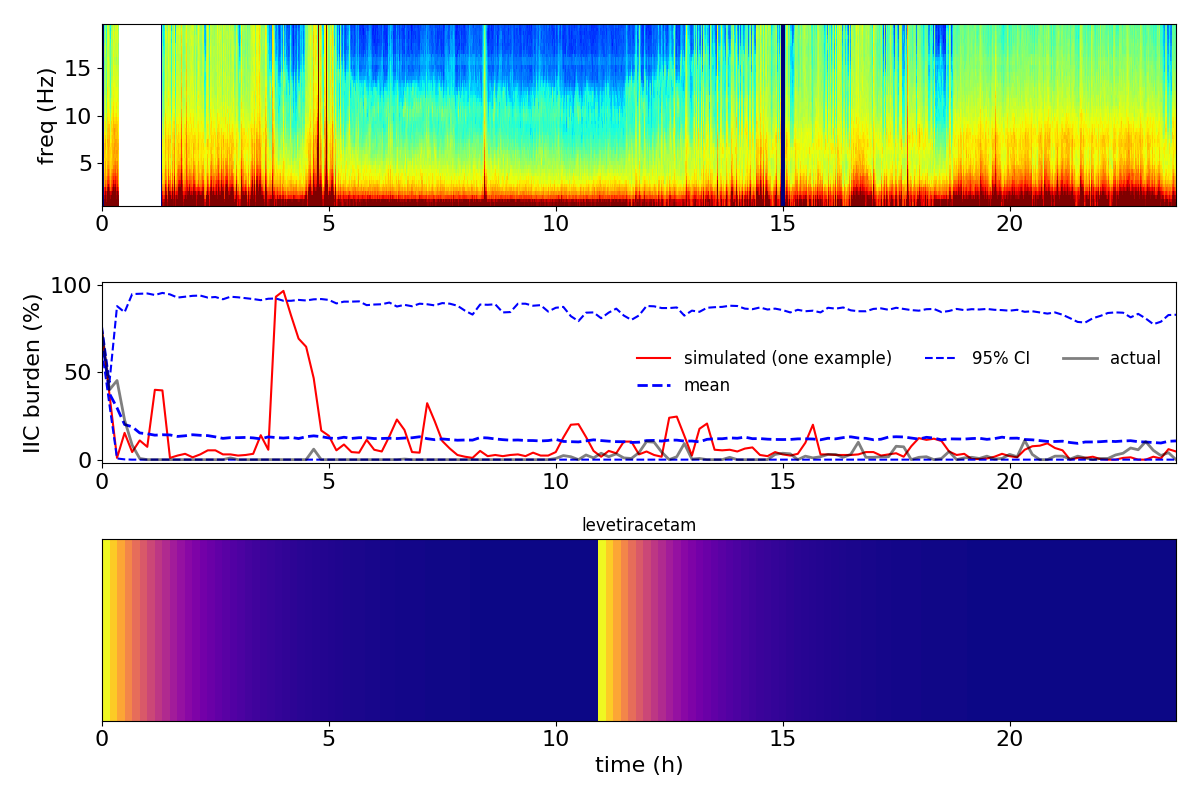 freq (Hz)
15
10
5
0 5 10 15 20
IIC burden (%)
100
50
0
simulated (one example) 95% CI actual
mean
0 5 10 15 20
levetiracetam
0 5 10 15 20
time (h)